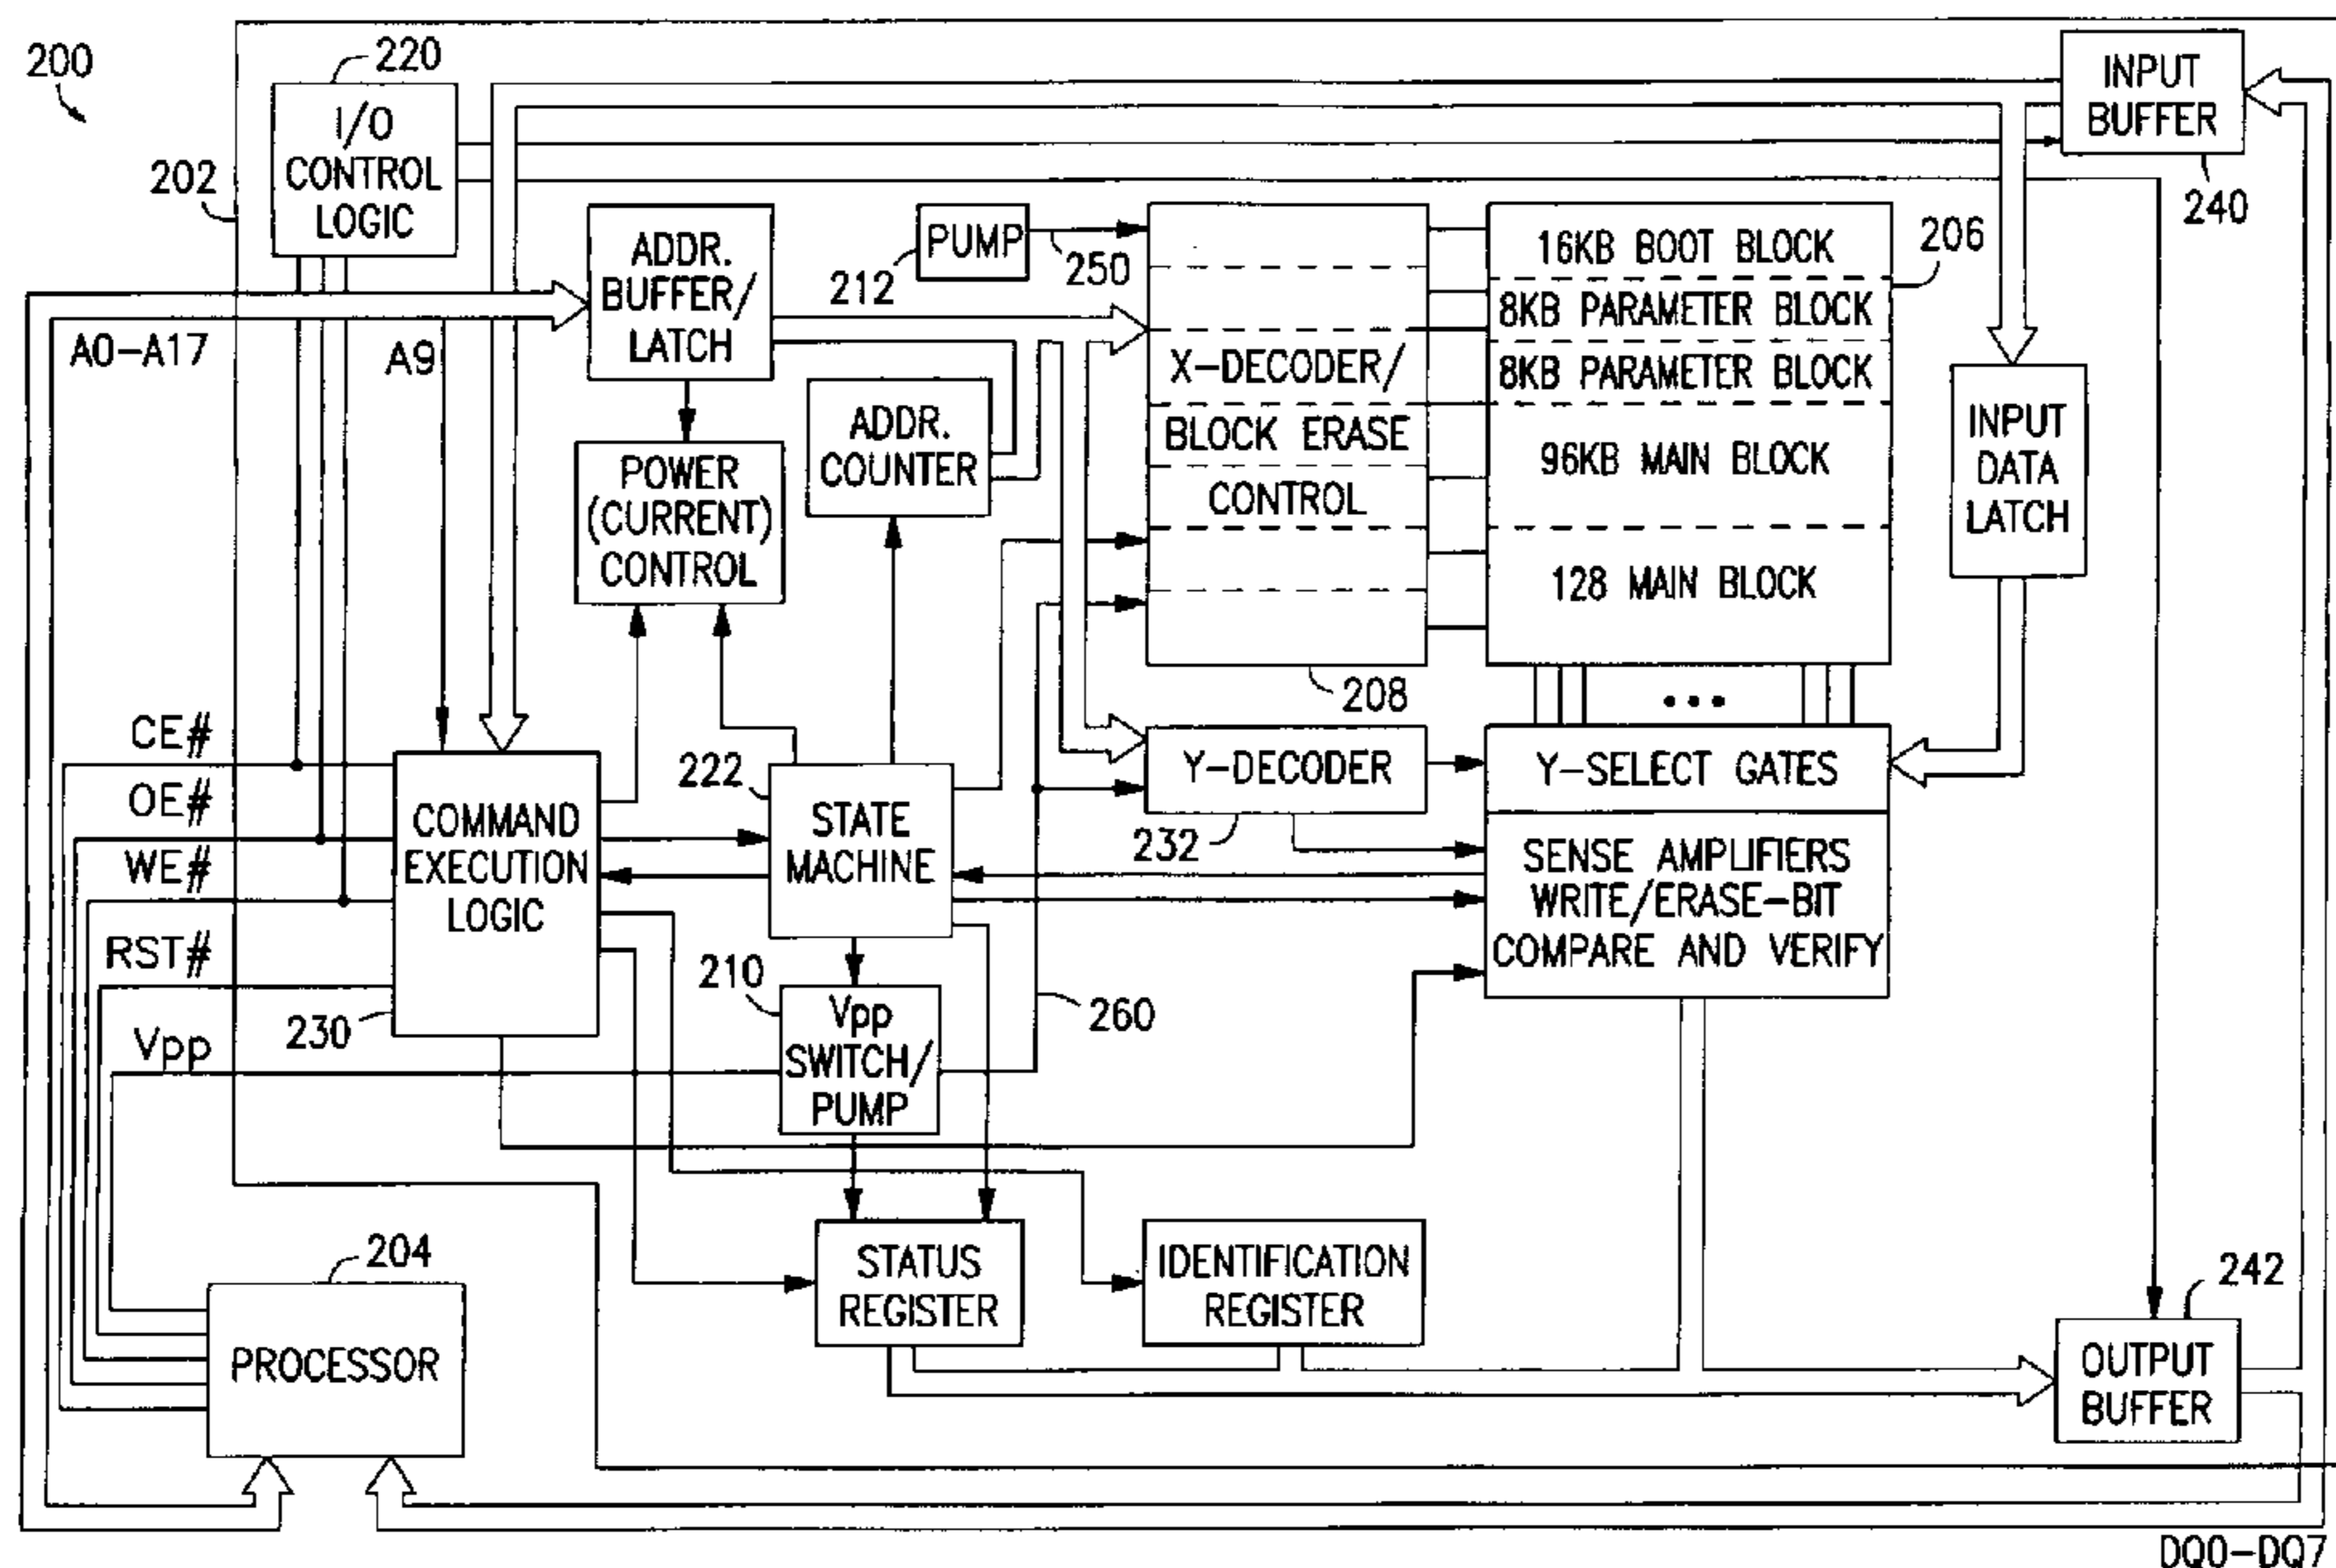 200
220
I/O
CONTROL
LOGIC
202
INPUT
BUFFER
240
ADDR.
BUFFER/
LATCH
PUMP
212
250
16KB BOOT BLOCK
206
8KB PARAMETER BLOCK
8KB PARAMETER BLOCK
96KB MAIN BLOCK
128 MAIN BLOCK
A0-A17
A9
X-DECODER/
BLOCK ERASE
CONTROL
208
ADDR.
COUNTER
POWER
(CURRENT)
CONTROL
INPUT
DATA
LATCH
CE#
OE#
WE#
RST#
Vpp
COMMAND
EXECUTION
LOGIC
230
222
STATE
MACHINE
Y-DECODER
232
Y-SELECT GATES
SENSE AMPLIFIERS
WRITE/ERASE-BIT
COMPARE AND VERIFY
210
Vpp
SWITCH/
PUMP
260
204
PROCESSOR
STATUS
REGISTER
IDENTIFICATION
REGISTER
242
OUTPUT
BUFFER
DQ0-DQ7